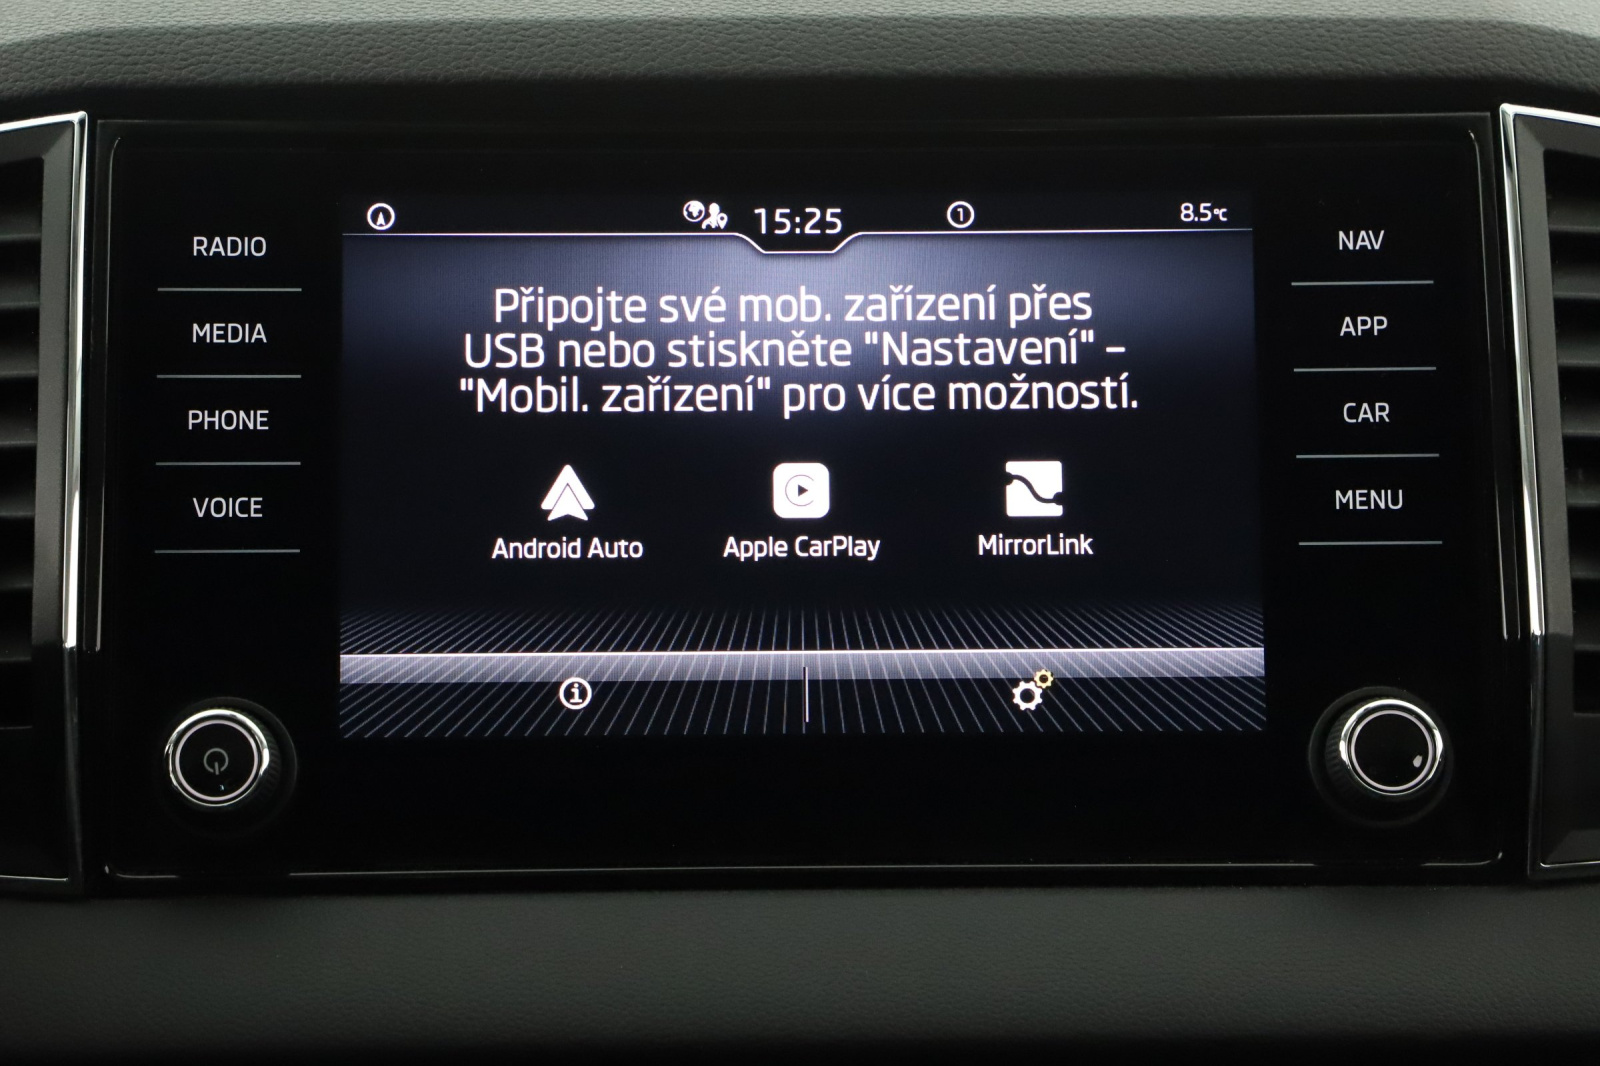 15:25
1
8.5°C
RADIO
MEDIA
PHONE
VOICE
Připojte své mob. zařízení přes
USB nebo stiskněte "Nastavení" –
"Mobil. zařízení" pro více možností.
Android Auto
Apple CarPlay
MirrorLink
NAV
APP
CAR
MENU